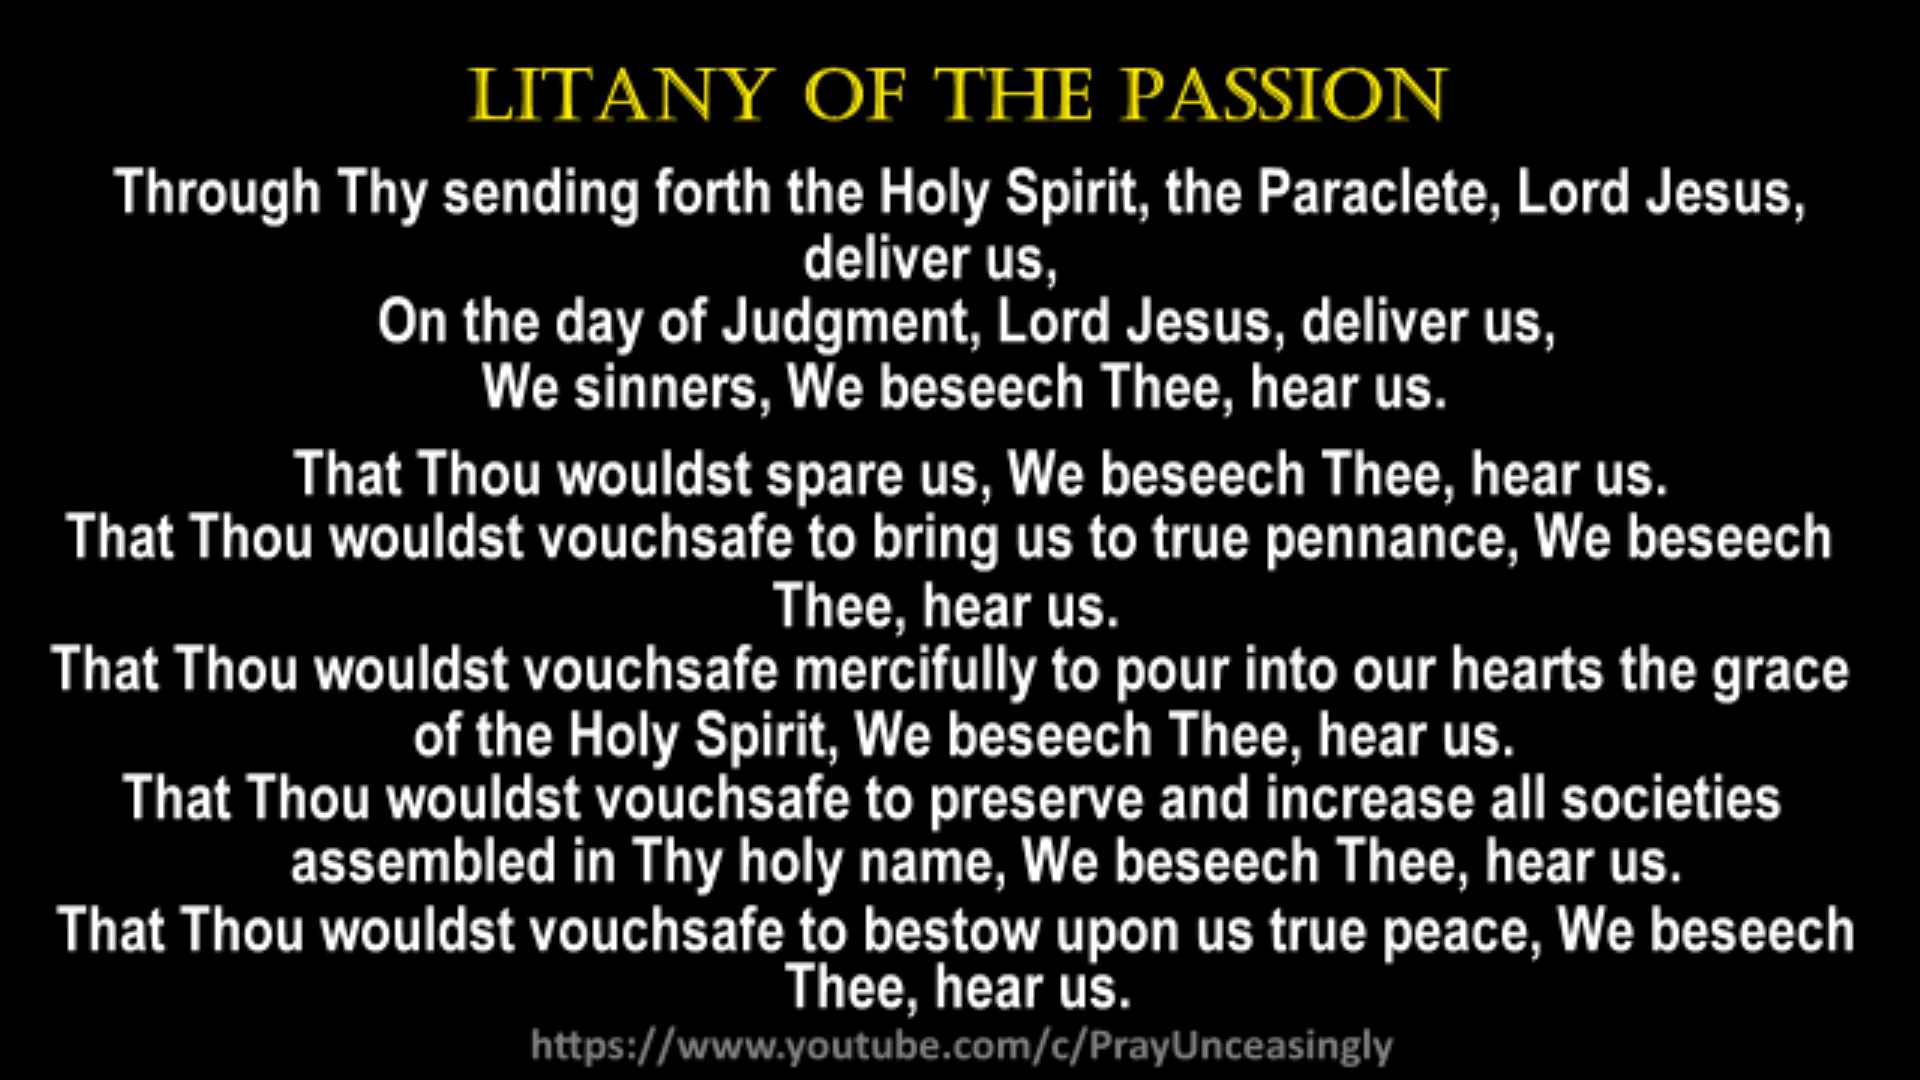 LITANY OF THE PASSION
Through Thy sending forth the Holy Spirit, the Paraclete, Lord Jesus,
deliver us,
On the day of Judgment, Lord Jesus, deliver us,
We sinners, We beseech Thee, hear us.
That Thou wouldst spare us, We beseech Thee, hear us.
That Thou wouldst vouchsafe to bring us to true pennance, We beseech
Thee, hear us.
That Thou wouldst vouchsafe mercifully to pour into our hearts the grace
of the Holy Spirit, We beseech Thee, hear us.
That Thou wouldst vouchsafe to preserve and increase all societies
assembled in Thy holy name, We beseech Thee, hear us.
That Thou wouldst vouchsafe to bestow upon us true peace, We beseech
Thee, hear us.
https://www.youtube.com/c/PrayUnceasingly